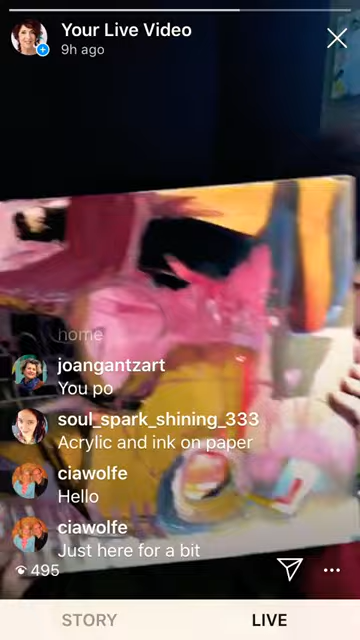 Your Live Video
9h ago
home
joangantzart
You po
soul_spark_shining_333
Acrylic and ink on paper
ciawolfe
Hello
ciawolfe
Just here for a bit
495
STORY
LIVE